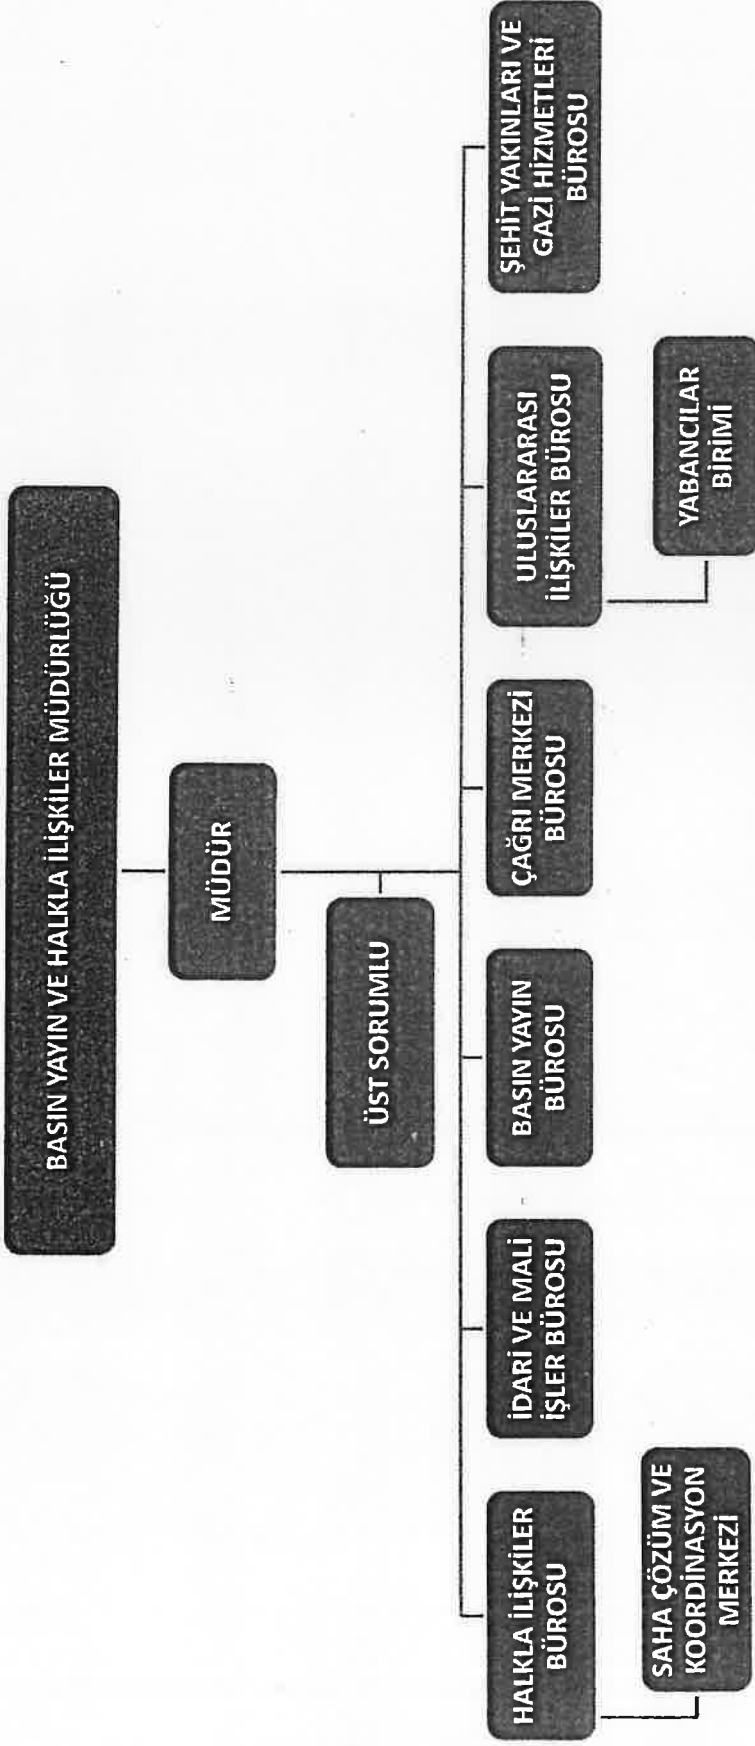 BASIN YAYIN VE HALKLA İLİŞKİLER MÜDÜRLÜĞÜ
MÜDÜR
ÜST SORUMLU
HALKLA İLİŞKİLER
BÜROSU
SAHA ÇÖZÜM VE
KOORDİNASYON
MERKEZİ
İDARİ VE MALİ
İŞLER BÜROSU
BASIN YAYIN
BÜROSU
ÇAĞRI MERKEZİ
BÜROSU
ULUSLARARASI
İLİŞKİLER BÜROSU
YABANCILAR
BİRİMİ
ŞEHİT YAKINLARI VE
GAZİ HİZMETLERİ
BÜROSU